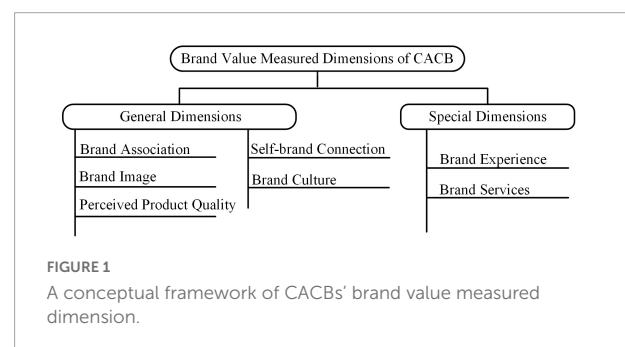 Brand Value Measured Dimensions of CACB
General Dimensions
Special Dimensions
Brand Association
Brand Image
Perceived Product Quality
Self-brand Connection
Brand Culture
Brand Experience
Brand Services
FIGURE 1
A conceptual framework of CACBs' brand value measured
dimension.